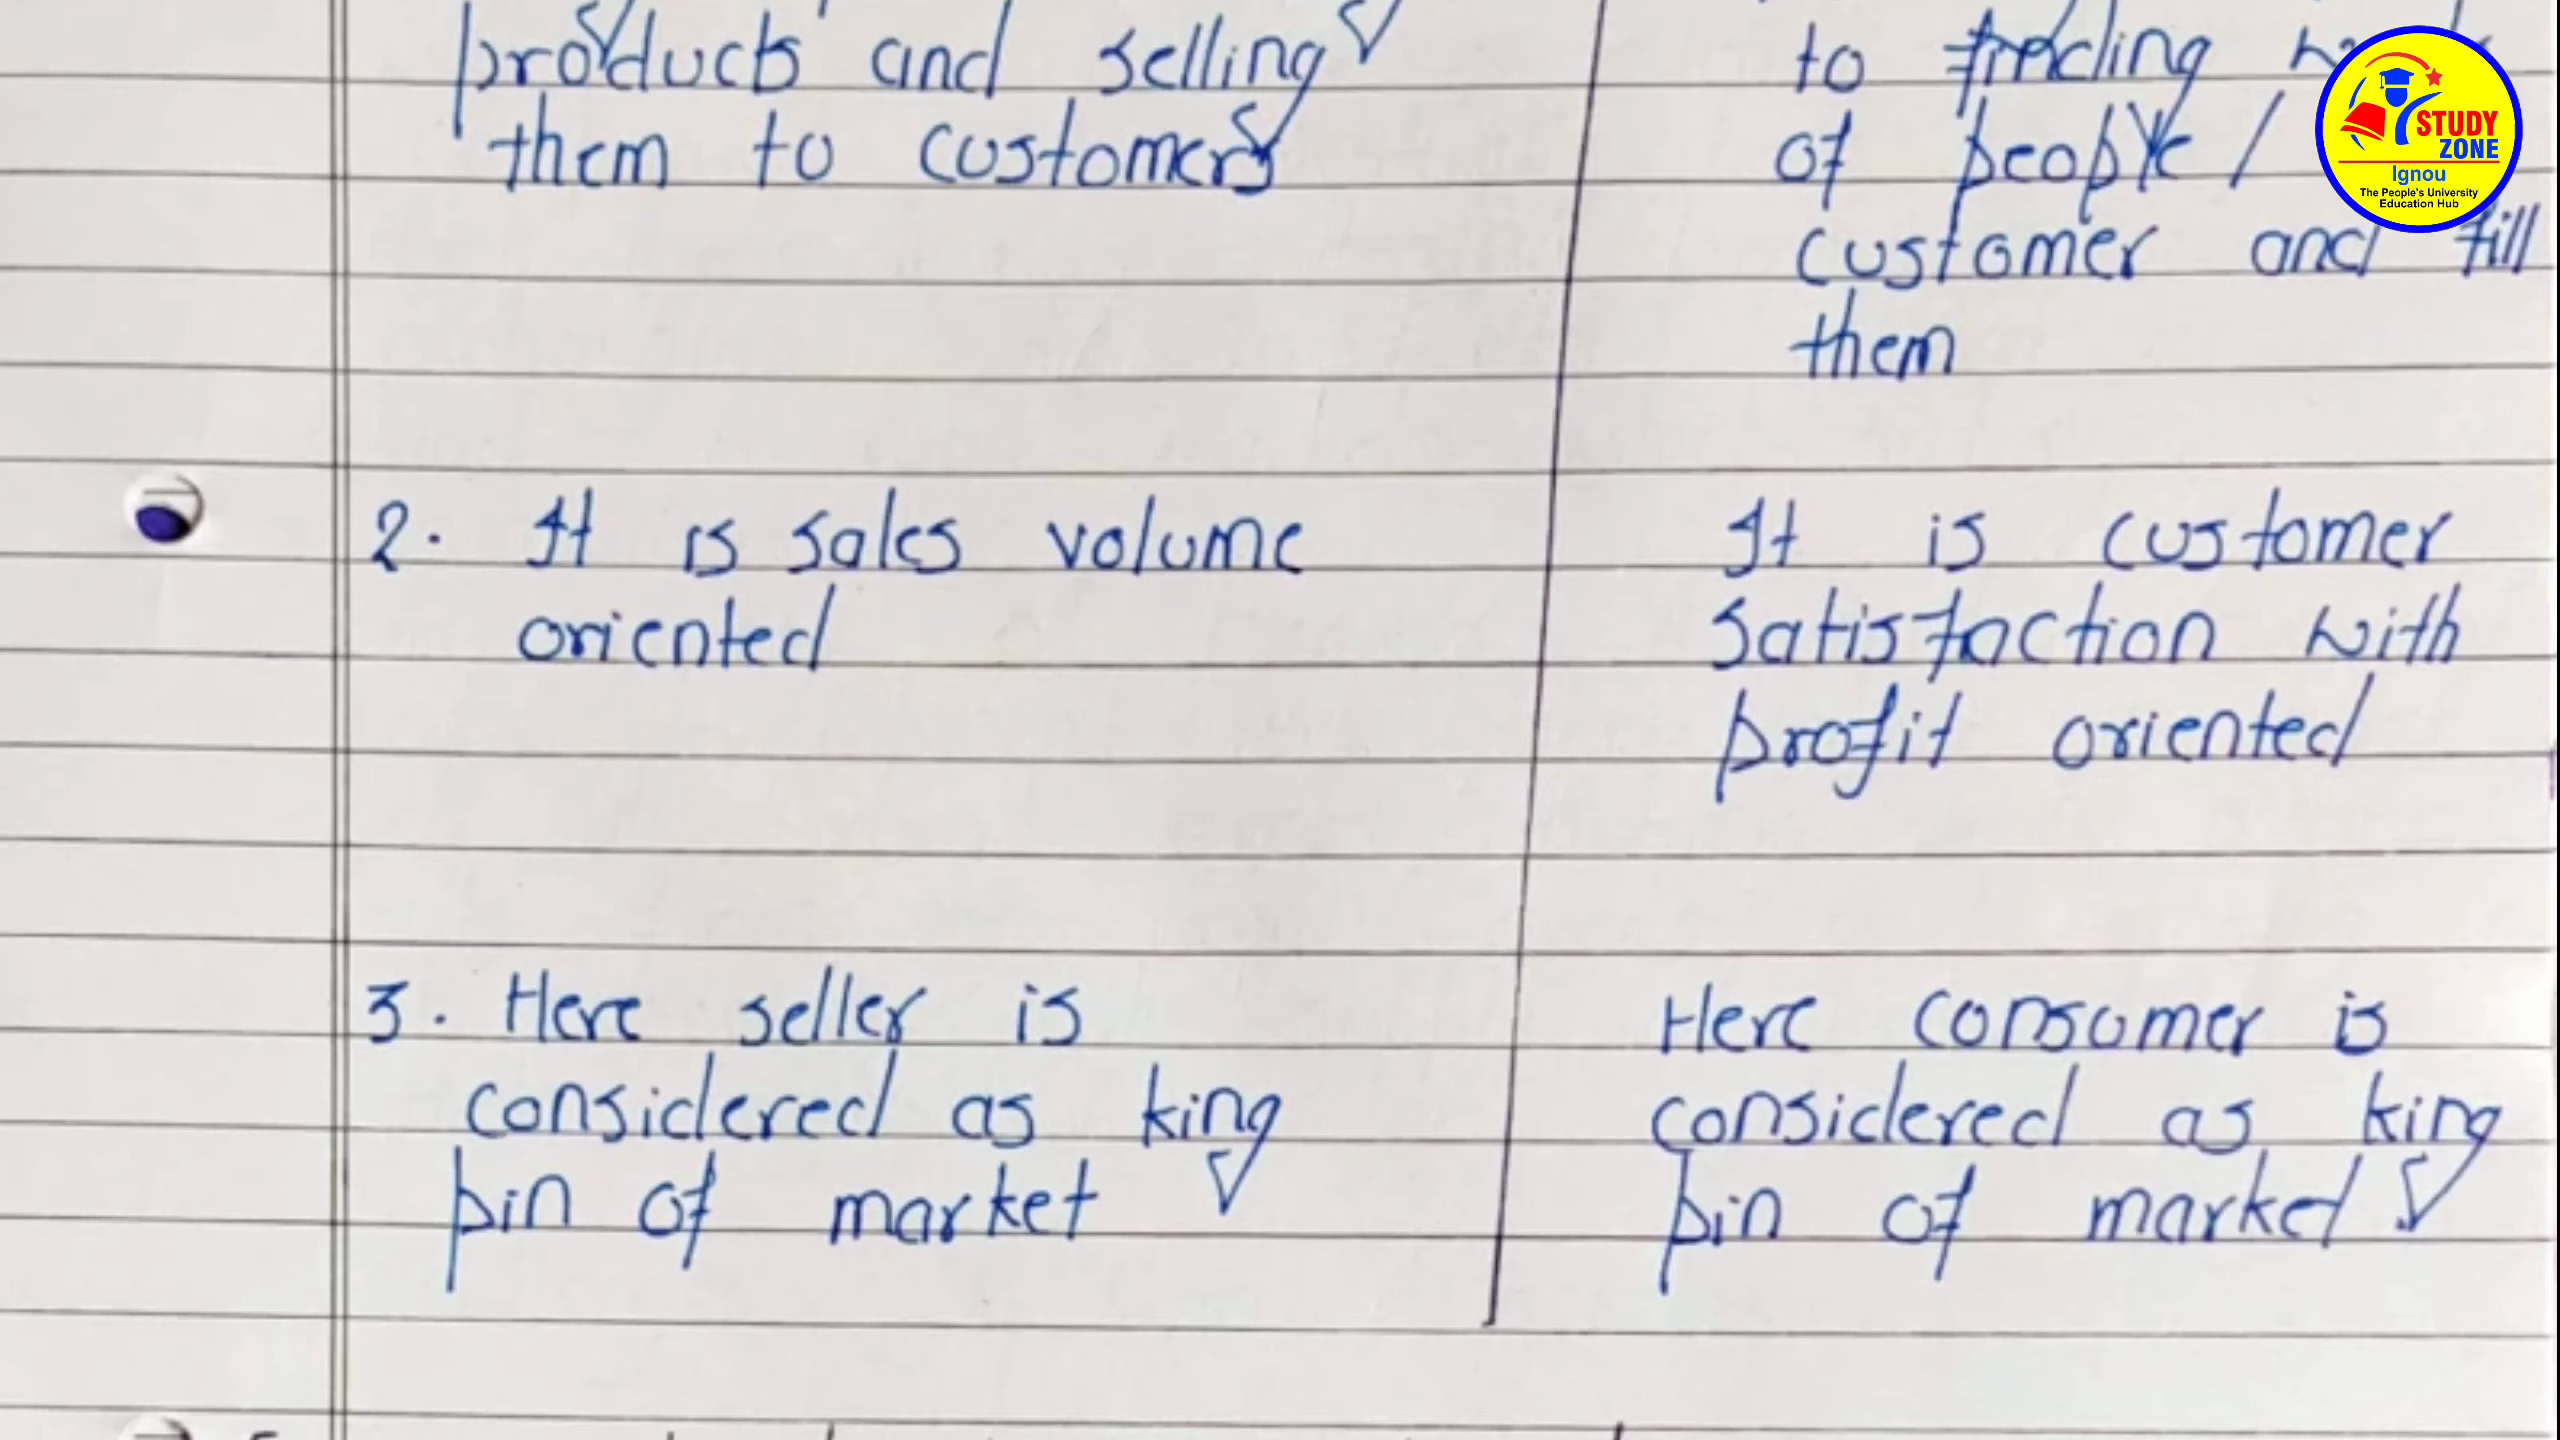 products and selling
them to customers
2. It is sales volume
oriented
3. Here seller is
considered as king
pin of market
to finding
of people /
customer and fill
them
It is customer
satisfaction with
profit oriented
Here consumer is
considered as king
pin of market
STUDY
ZONE
Ignou
The People's University
Education Hub